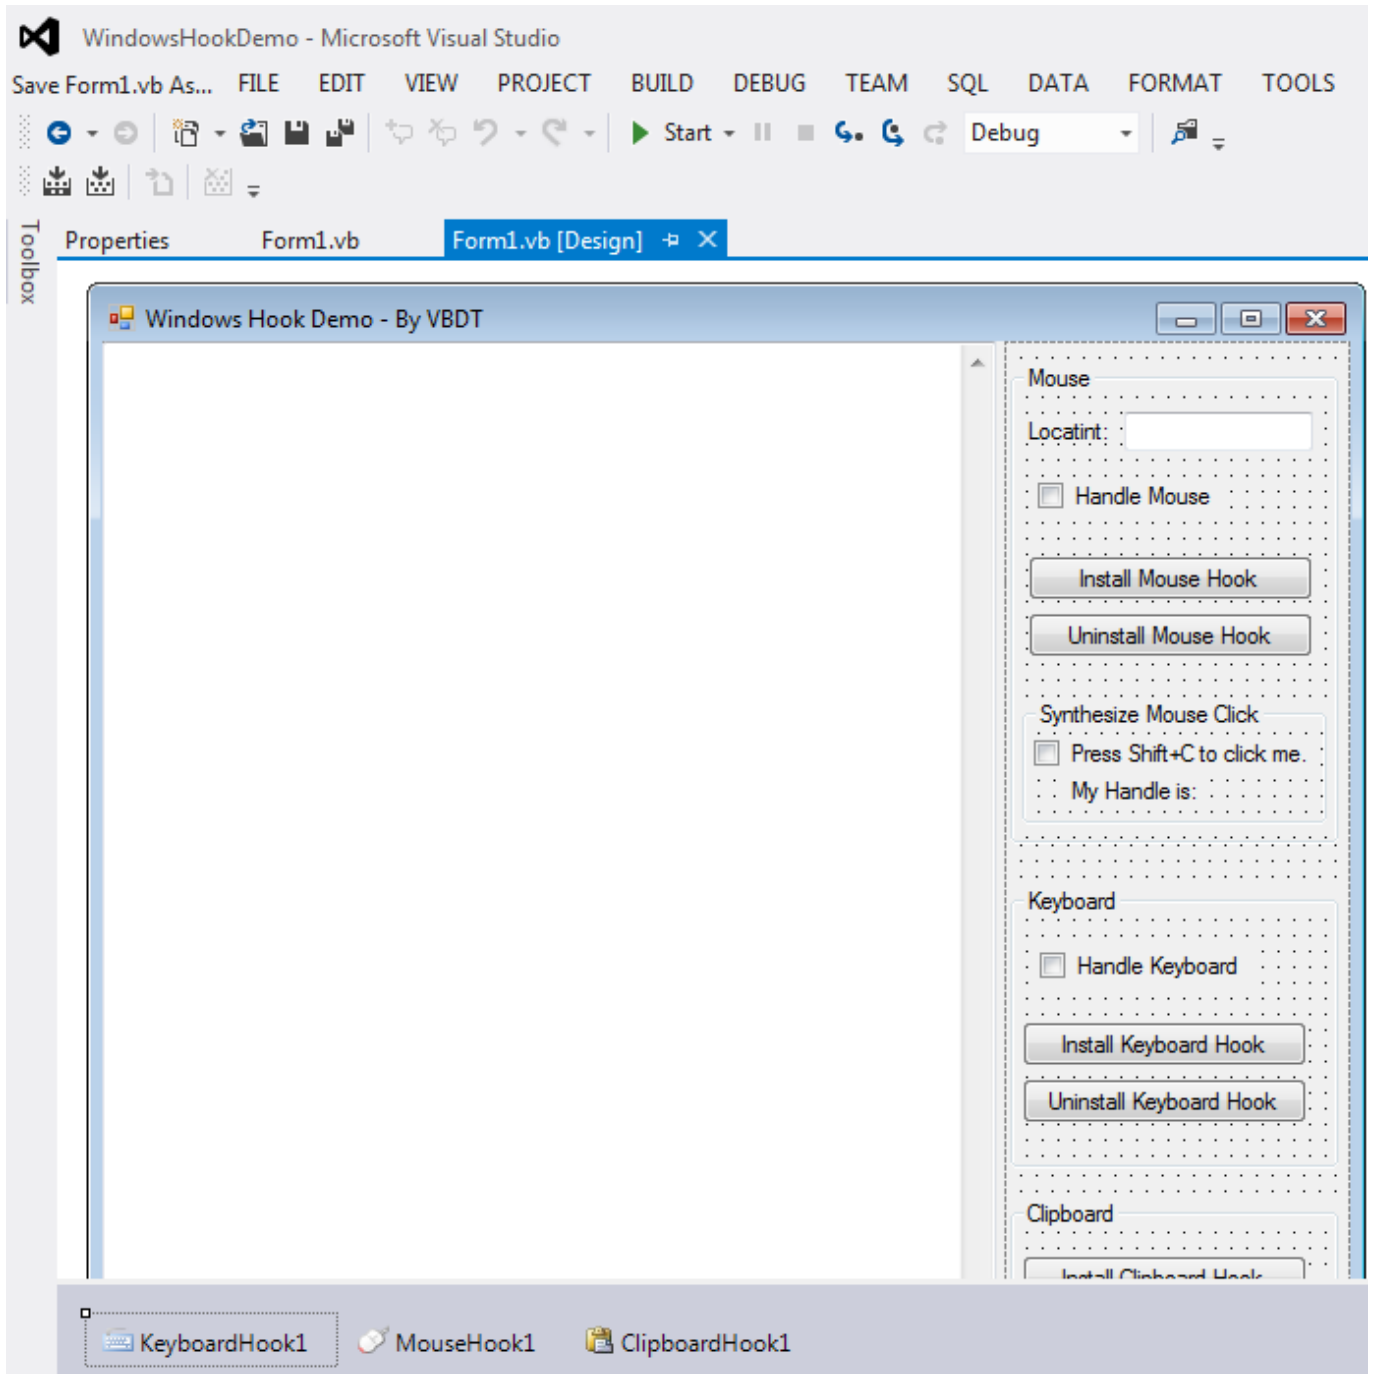 WindowsHookDemo - Microsoft Visual Studio
Save Form1.vb As... FILE EDIT VIEW PROJECT BUILD DEBUG TEAM SQL DATA FORMAT TOOLS
Start Debug
Toolbox
Properties Form1.vb Form1.vb [Design]
Windows Hook Demo - By VBDT
Mouse
Locatint:
Handle Mouse
Install Mouse Hook
Uninstall Mouse Hook
Synthesize Mouse Click
Press Shift+C to click me.
My Handle is:
Keyboard
Handle Keyboard
Install Keyboard Hook
Uninstall Keyboard Hook
Clipboard
Install Clipboard Hook
KeyboardHook1 MouseHook1 ClipboardHook1